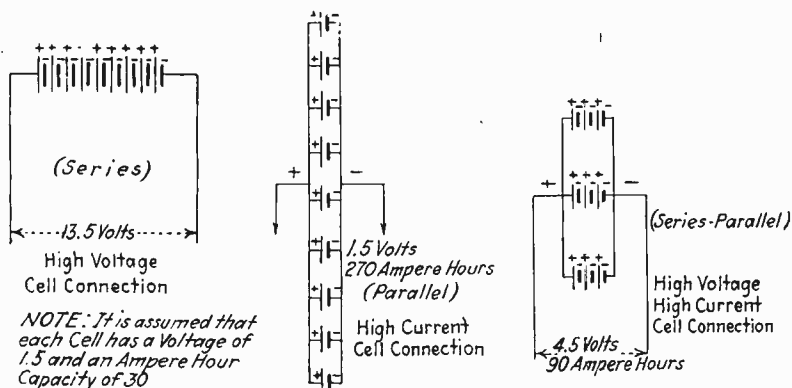 + + + + + + + + -
(Series)
13.5 Volts
High Voltage
Cell Connection
NOTE: It is assumed that
each Cell has a Voltage of
1.5 and an Ampere Hour
Capacity of 30
+ -
+ -
+ -
+ -
+ -
+ -
+ -
+ -
+ -
+ -
1.5 Volts
270 Ampere Hours
(Parallel)
High Current
Cell Connection
+ + + -
+ + + + -  -
+ + + -
(Series-Parallel)
High Voltage
High Current
Cell Connection
4.5 Volts
90 Ampere Hours